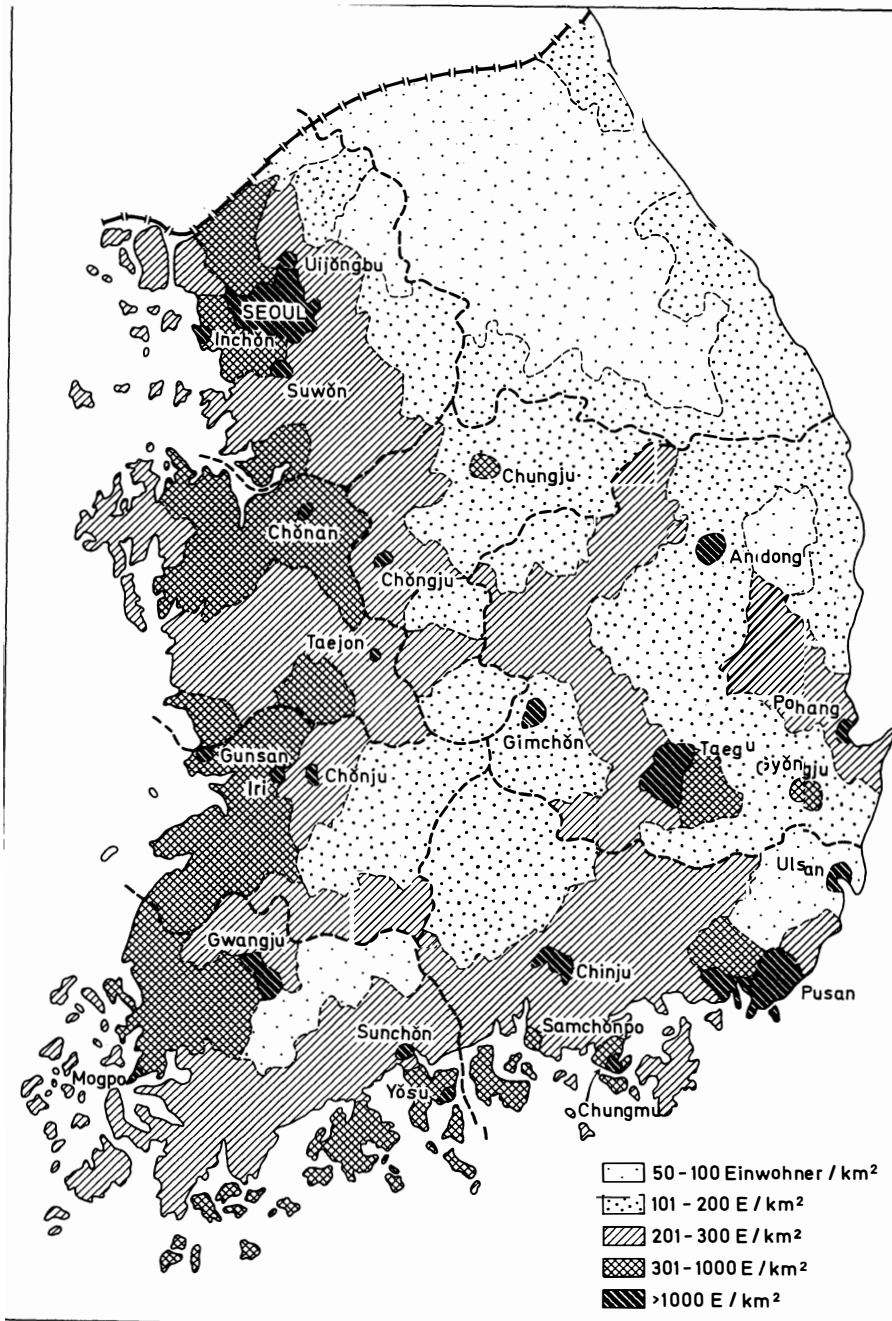 Uijŏngbu
SEOUL
Inchŏn
Suwŏn
Chungju
Chŏnan
Andong
Chŏngju
Taejon
Pohang
Gimchŏn
Taegu
Gyŏngju
Gunsan
Chŏnju
Iri
Ulsan
Gwangju
Chinju
Pusan
Samchŏnpo
Sunchŏn
Mogpo
Yŏsu
Chungmu
50-100 Einwohner / km²
101-200 E / km²
201-300 E / km²
301-1000 E / km²
>1000 E / km²